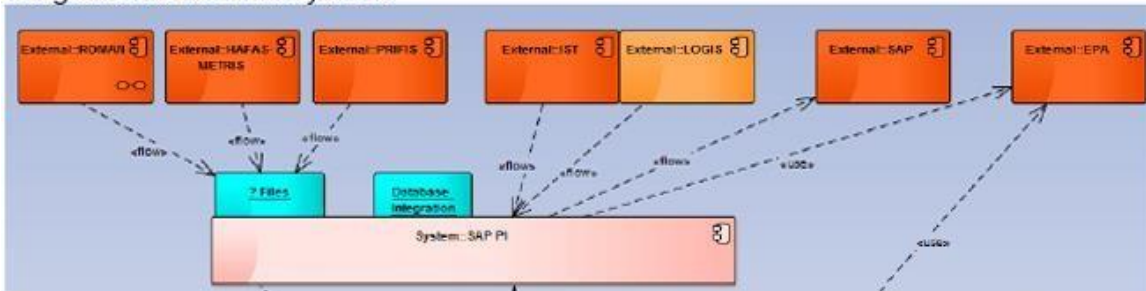 External::ROMAN
External::HAFAS-
METRIS
External::PRIFIS
External::IST
External::LOGIS
External::SAP
External::EPA
«flow»
«flow»
«flow»
«flow»
«flow»
«flow»
«use»
? Files
Database
Integration
System::SAP PI
«use»